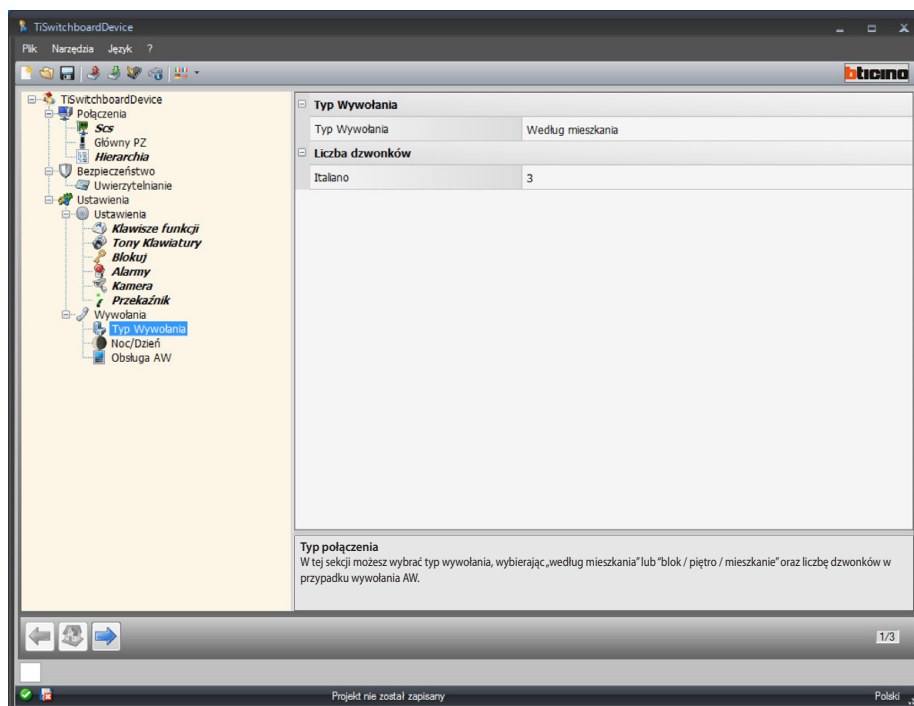 TiSwitchboardDevice
Plik Narzędzia Język ?
bticino
TiSwitchboardDevice
Połączenia
Scs
Główny PZ
Hierarchia
Bezpieczeństwo
Uwierzytelnianie
Ustawienia
Ustawienia
Klawisze funkcji
Tony Klawiatury
Blokuj
Alarmy
Kamera
Przekaźnik
Wywołania
Typ Wywołania
Noc/Dzień
Obsługa AW
Typ Wywołania
Typ Wywołania Według mieszkania
Liczba dzwonków
Italiano 3
Typ połączenia
W tej sekcji możesz wybrać typ wywołania, wybierając „według mieszkania” lub “blok / piętro / mieszkanie” oraz liczbę dzwonków w
przypadku wywołania AW.
1/3
Projekt nie został zapisany Polski